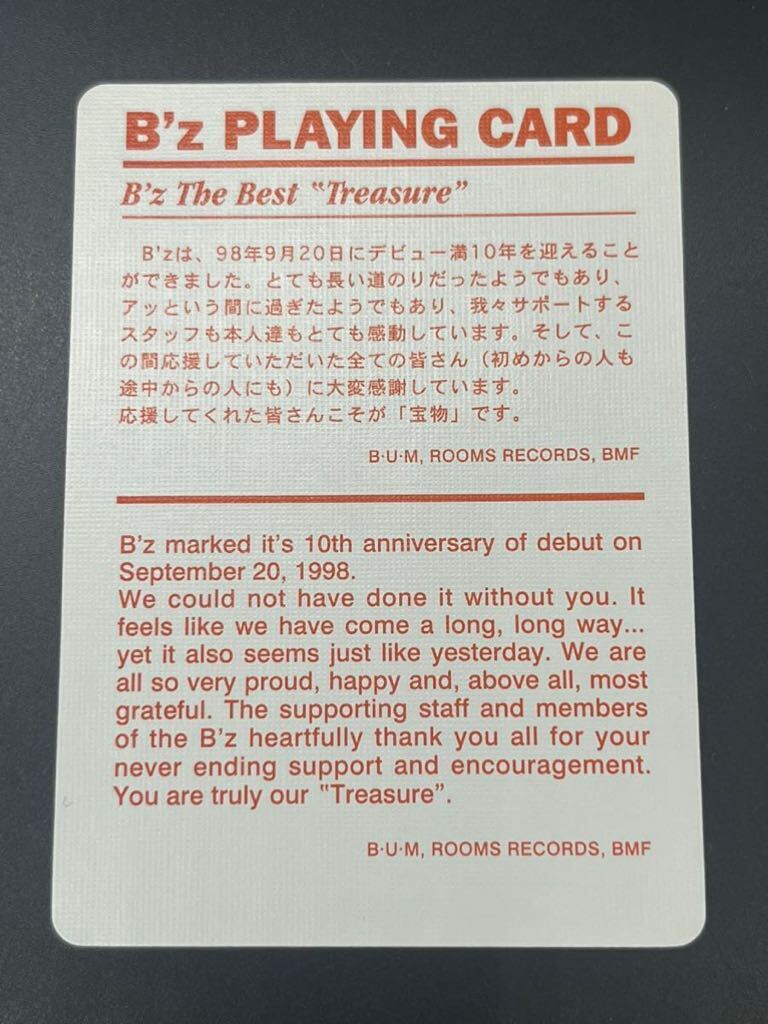 B'z PLAYING CARD
B'z The Best "Treasure"
B'zは、98年9月20日にデビュー満10年を迎えること
ができました。とても長い道のりだったようでもあり、
アッという間に過ぎたようでもあり、我々サポートする
スタッフも本人達もとても感動しています。そして、こ
の間応援していただいた全ての皆さん（初めからの人も
途中からの人にも）に大変感謝しています。
応援してくれた皆さんこそが「宝物」です。
B·U·M, ROOMS RECORDS, BMF
B'z marked it's 10th anniversary of debut on
September 20, 1998.
We could not have done it without you. It
feels like we have come a long, long way...
yet it also seems just like yesterday. We are
all so very proud, happy and, above all, most
grateful. The supporting staff and members
of the B'z heartfully thank you all for your
never ending support and encouragement.
You are truly our "Treasure".
B·U·M, ROOMS RECORDS, BMF